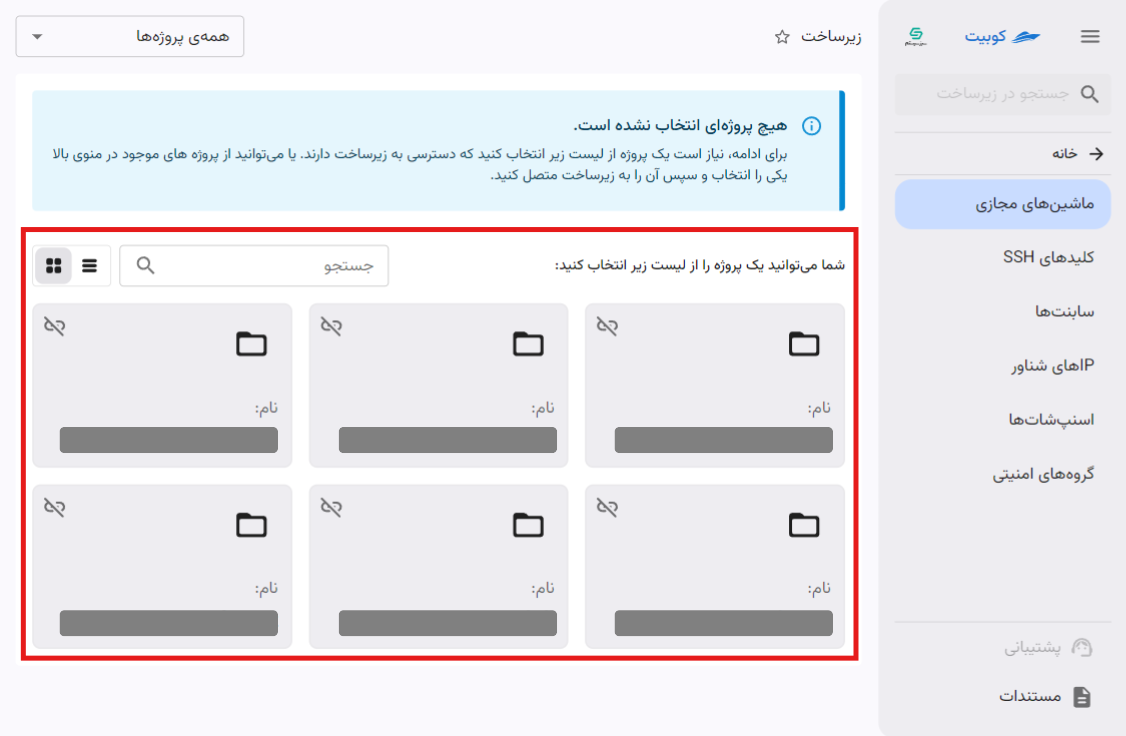 کوبیت
جستجو در زیرساخت
خانه
ماشین‌های مجازی
کلیدهای SSH
سابنت‌ها
IPهای شناور
اسنپ‌شات‌ها
گروه‌های امنیتی
پشتیبانی
مستندات
زیرساخت
همه‌ی پروژه‌ها
هیچ پروژه‌ای انتخاب نشده است.
برای ادامه، نیاز است یک پروژه از لیست زیر انتخاب کنید که دسترسی به زیرساخت دارند. یا می‌توانید از پروژه های موجود در منوی بالا
یکی را انتخاب و سپس آن را به زیرساخت متصل کنید.
شما می‌توانید یک پروژه را از لیست زیر انتخاب کنید:
جستجو
نام:
نام:
نام:
نام:
نام:
نام: